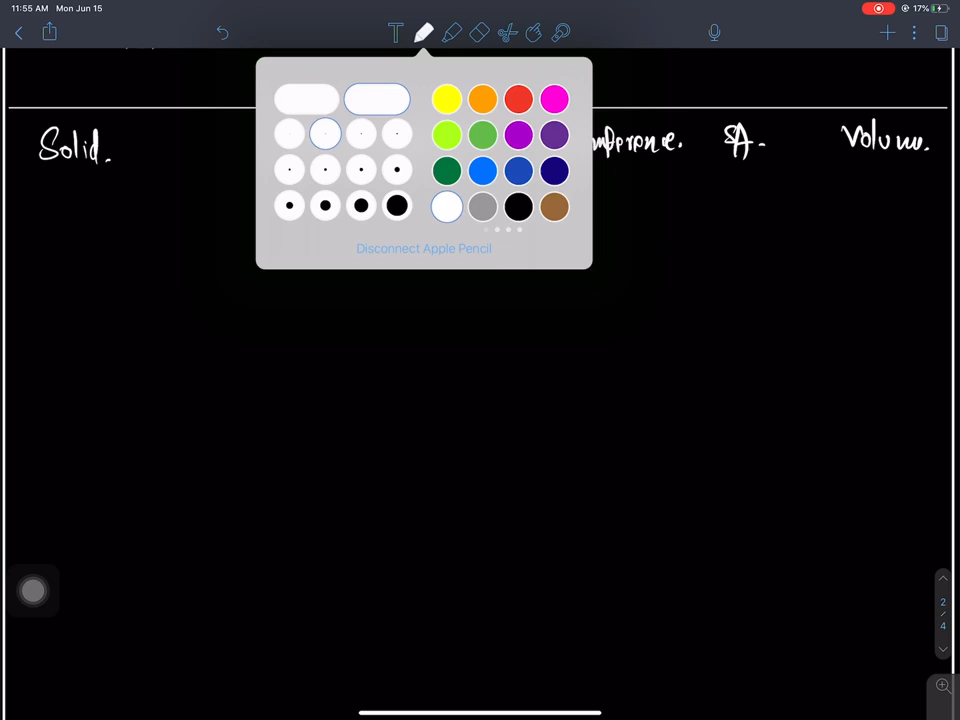 11:55 AM Mon Jun 15 17%
T
Solid. SA. Volume.
Disconnect Apple Pencil
2
4